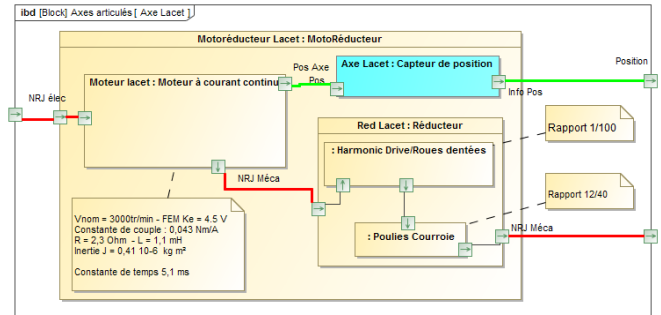 ibd [Block] Axes articulés [ Axe Lacet ]
Motoréducteur Lacet : MotoRéducteur
Moteur lacet : Moteur à courant continu
Pos Axe
Pos
Axe Lacet : Capteur de position
Info Pos
Position
NRJ élec
NRJ Méca
Red Lacet : Réducteur
: Harmonic Drive/Roues dentées
Rapport 1/100
: Poulies Courroie
Rapport 12/40
NRJ Méca
Vnom = 3000tr/min - FEM Ke = 4.5 V
Constante de couple : 0,043 Nm/A
R = 2,3 Ohm - L = 1,1 mH
Inertie J = 0,41 10-6 kg m²
Constante de temps 5,1 ms